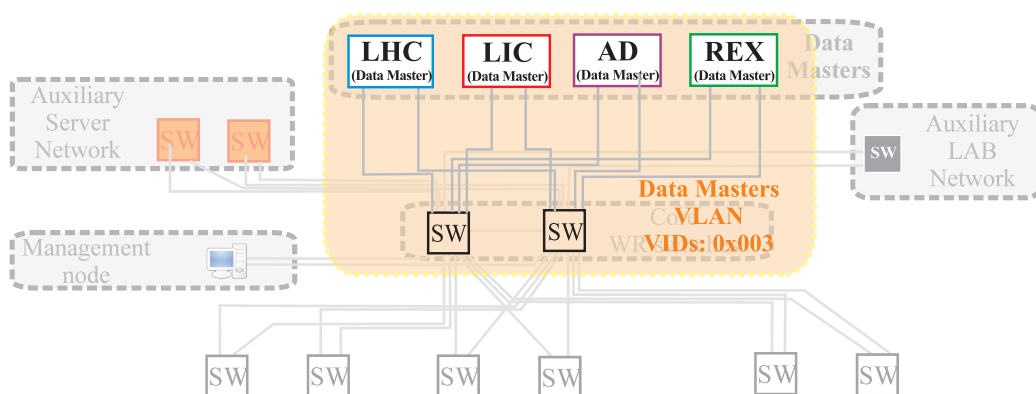 LHC
(Data Master)
LIC
(Data Master)
AD
(Data Master)
REX
(Data Master)
Data
Masters
Auxiliary
Server
Network
SW
SW
SW
Auxiliary
LAB
Network
Data Masters
VLAN
VIDs: 0x003
Core
WR
SW
SW
Management
node
SW
SW
SW
SW
SW
SW